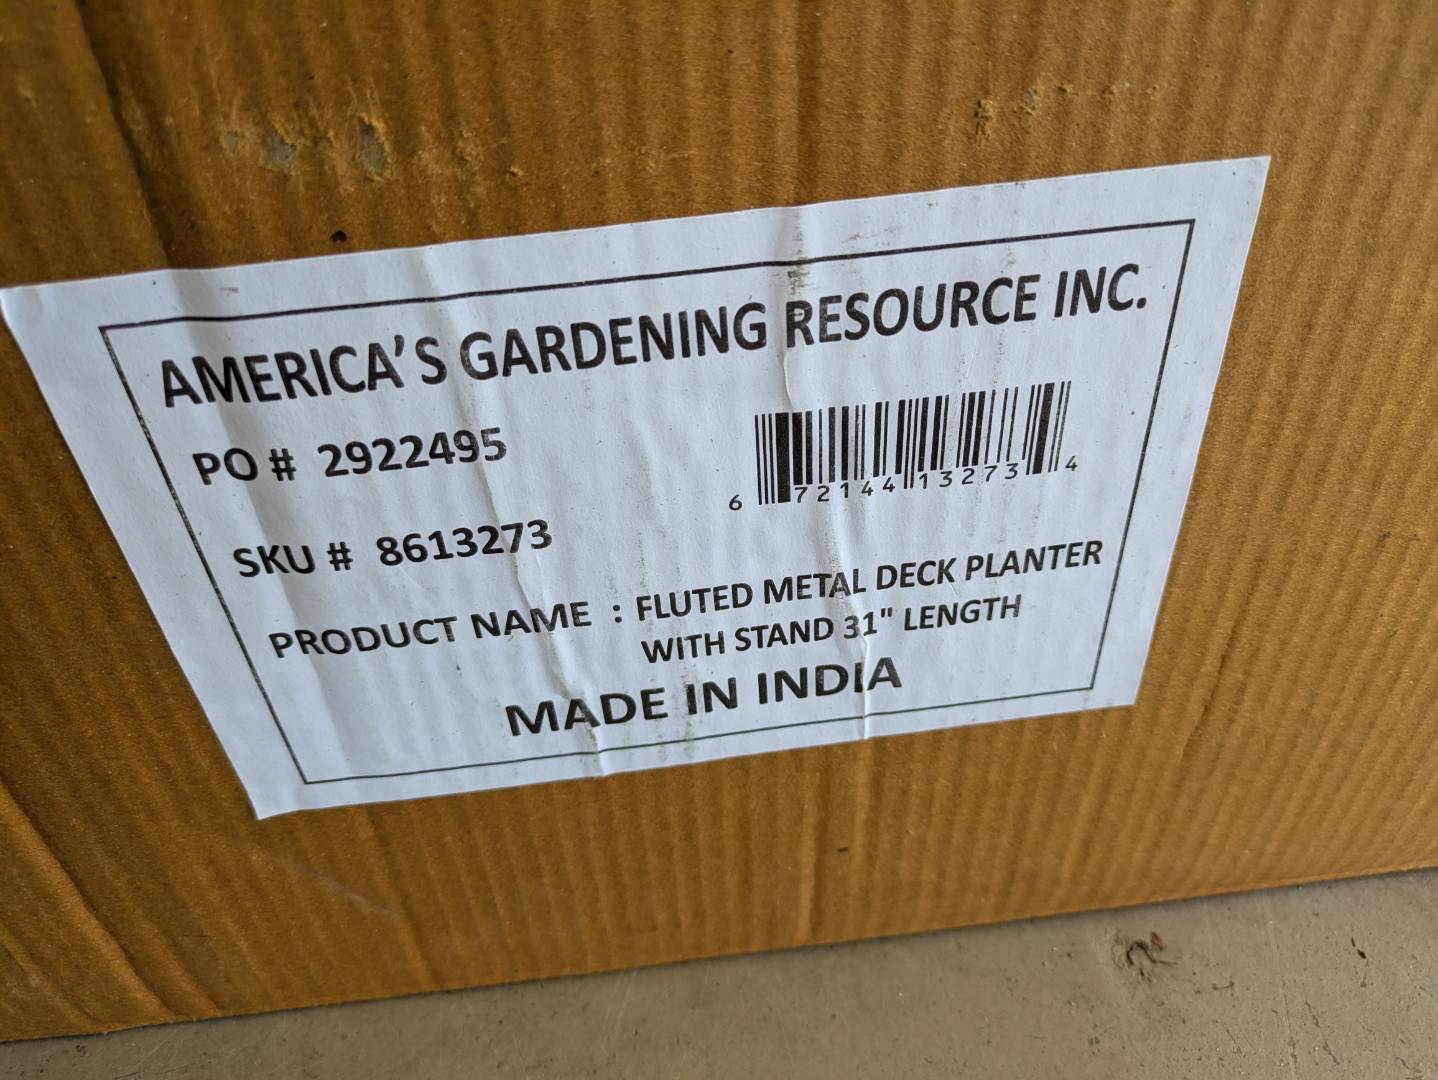 AMERICA'S GARDENING RESOURCE INC.
PO # 2922495
6 72144 13273 4
SKU # 8613273
PRODUCT NAME : FLUTED METAL DECK PLANTER
WITH STAND 31" LENGTH
MADE IN INDIA